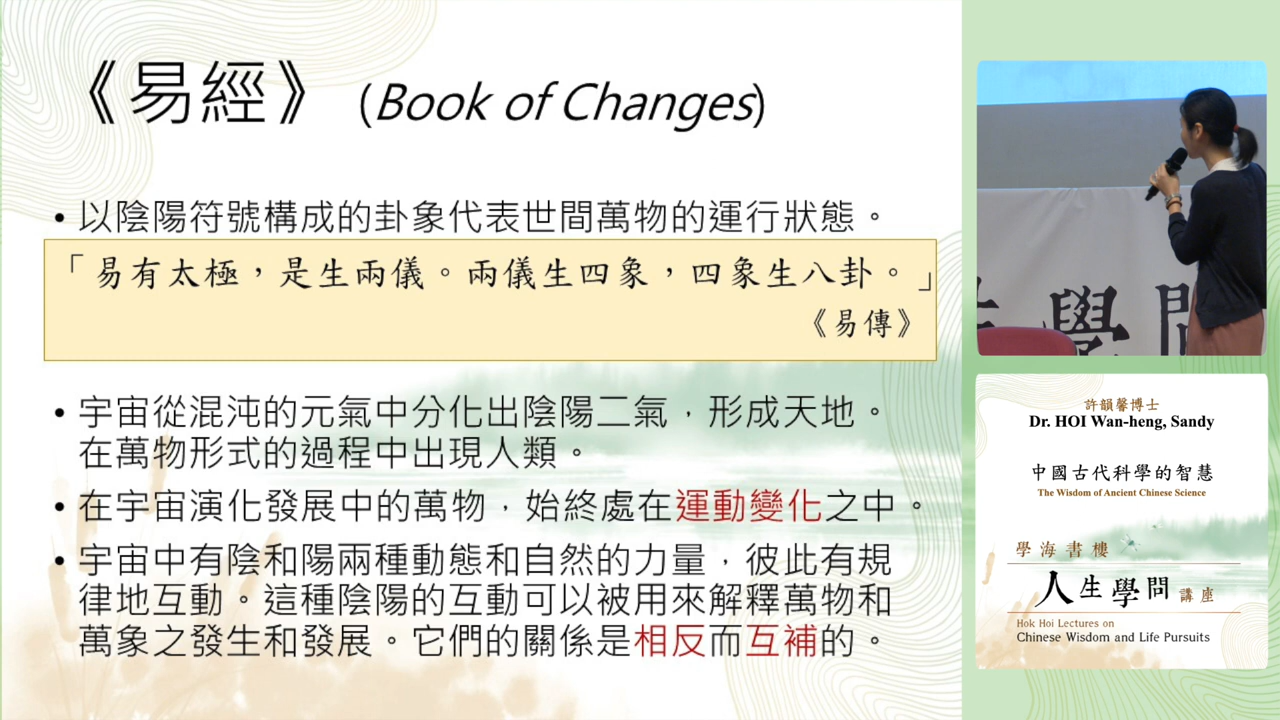 《易經》 (Book of Changes)
• 以陰陽符號構成的卦象代表世間萬物的運行狀態。
「易有太極，是生兩儀。兩儀生四象，四象生八卦。」
《易傳》
• 宇宙從混沌的元氣中分化出陰陽二氣，形成天地。
在萬物形式的過程中出現人類。
• 在宇宙演化發展中的萬物，始終處在運動變化之中。
• 宇宙中有陰和陽兩種動態和自然的力量，彼此有規
律地互動。這種陰陽的互動可以被用來解釋萬物和
萬象之發生和發展。它們的關係是相反而互補的。
學問
許韻馨博士
Dr. HOI Wan-heng, Sandy
中國古代科學的智慧
The Wisdom of Ancient Chinese Science
學海書樓
人生學問 講座
Hok Hoi Lectures on
Chinese Wisdom and Life Pursuits